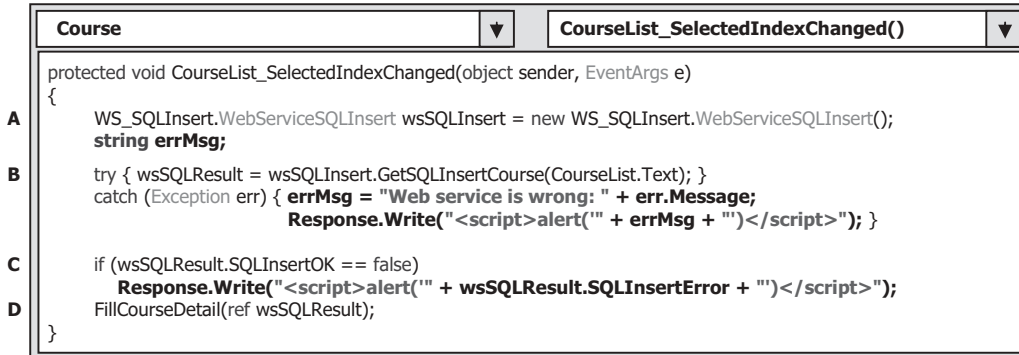 Course CourseList_SelectedIndexChanged()
protected void CourseList_SelectedIndexChanged(object sender, EventArgs e)
{
A WS_SQLInsert.WebServiceSQLInsert wsSQLInsert = new WS_SQLInsert.WebServiceSQLInsert();
string errMsg;
B try { wsSQLResult = wsSQLInsert.GetSQLInsertCourse(CourseList.Text); }
catch (Exception err) { errMsg = "Web service is wrong: " + err.Message;
Response.Write("<script>alert('" + errMsg + "')</script>"); }
C if (wsSQLResult.SQLInsertOK == false)
Response.Write("<script>alert('" + wsSQLResult.SQLInsertError + "')</script>");
D FillCourseDetail(ref wsSQLResult);
}